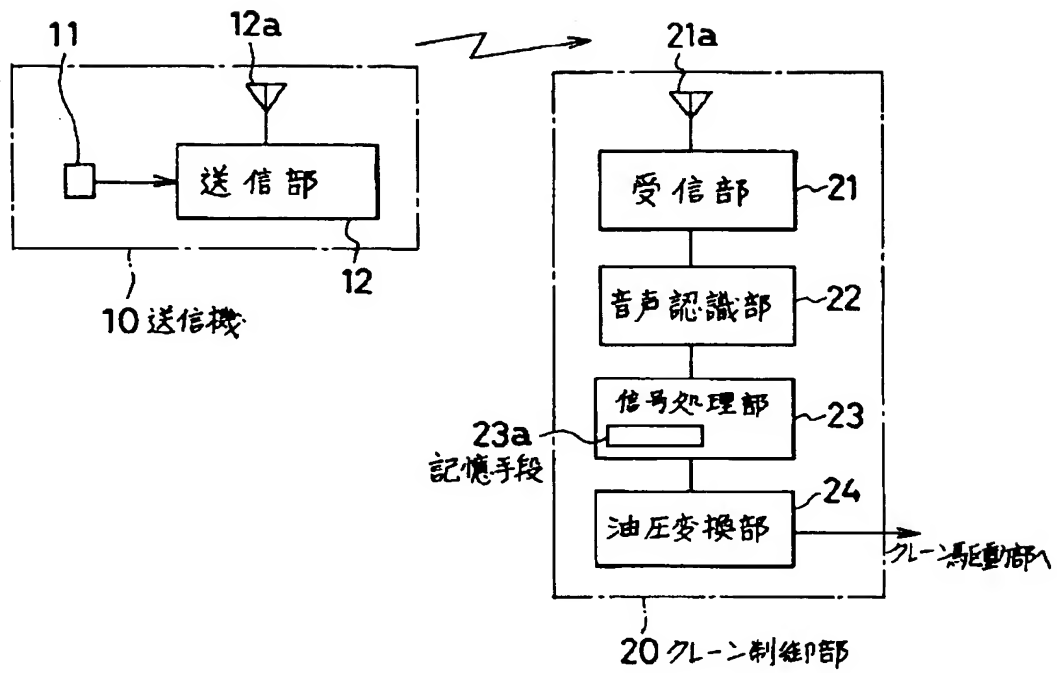 11
12a
送信部
12
10 送信機
21a
受信部
21
音声認識部
22
信号処理部
23
23a
記憶手段
24
油圧変換部
クレーン駆動部へ
20 クレーン制御部